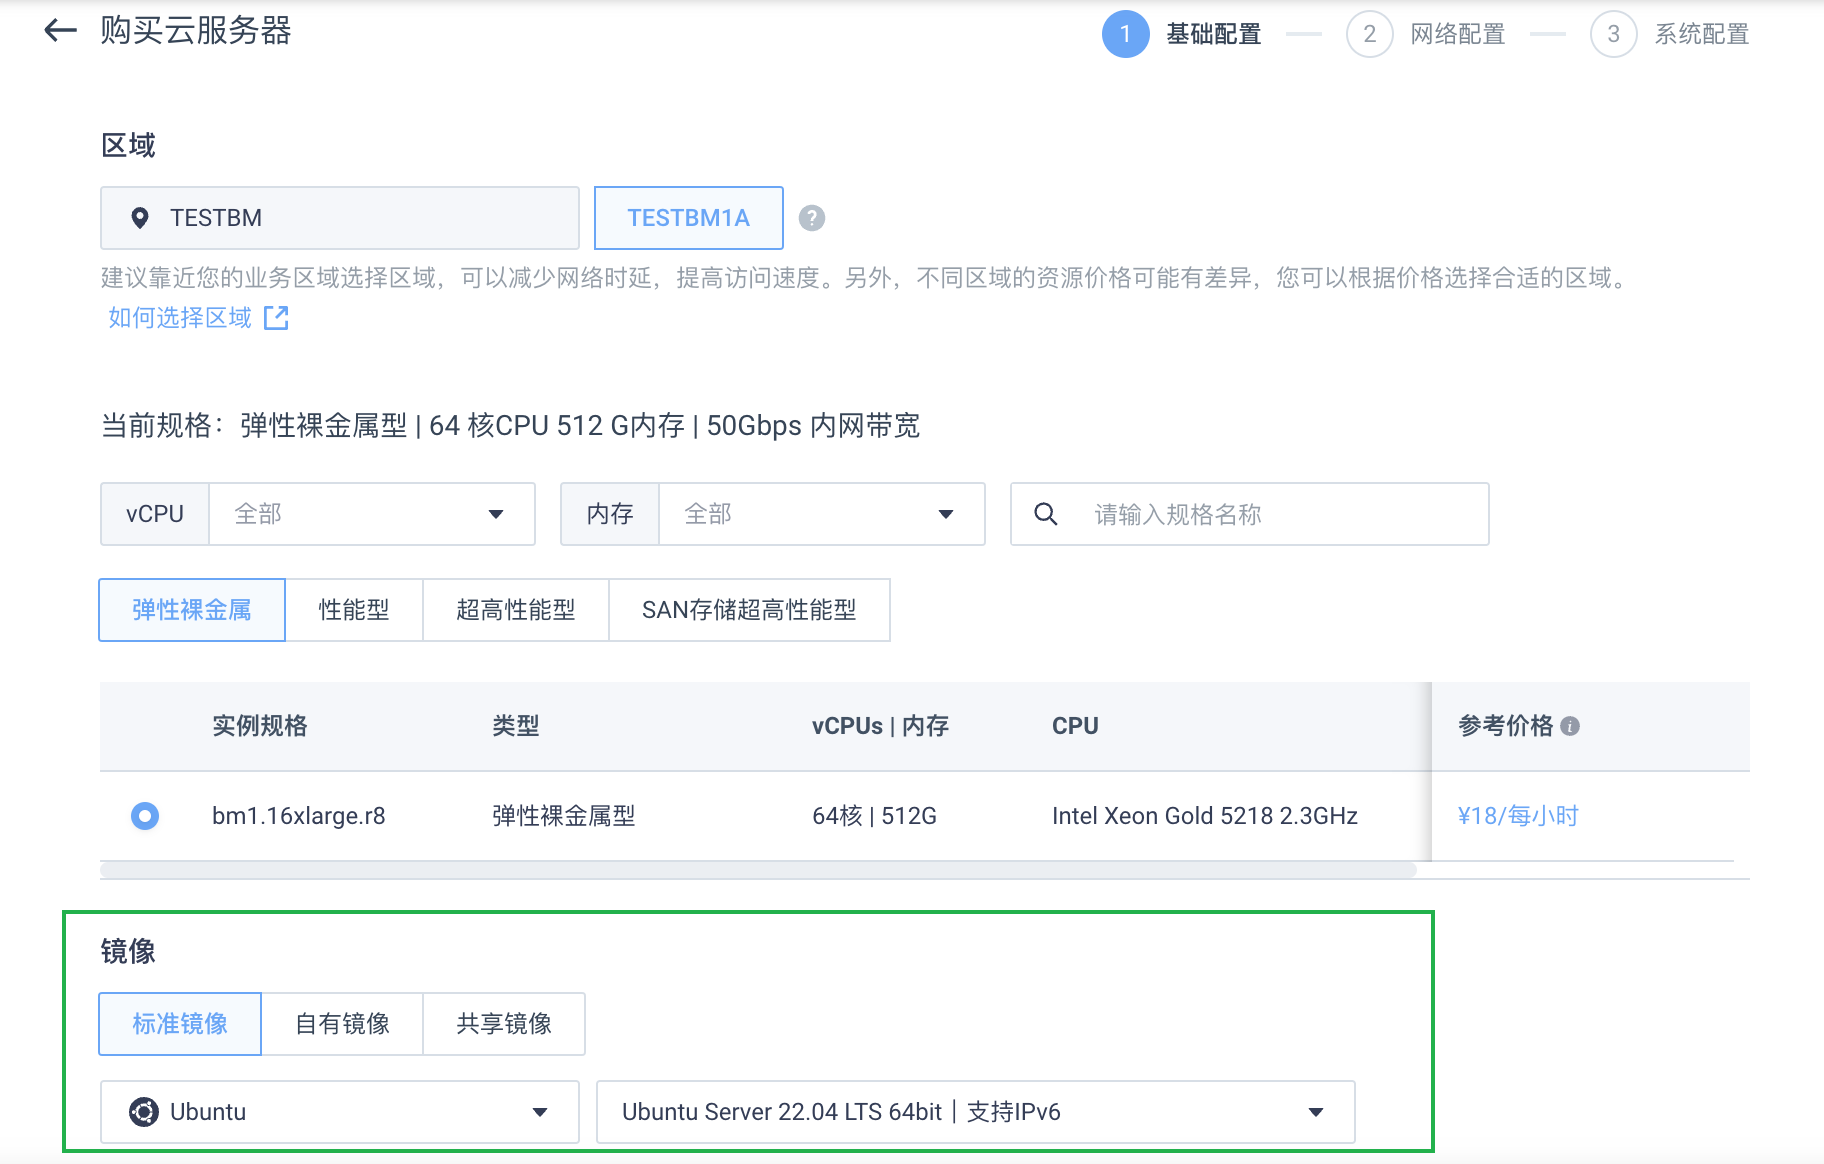 购买云服务器
1 基础配置 2 网络配置 3 系统配置
区域
TESTBM TESTBM1A ?
建议靠近您的业务区域选择区域，可以减少网络时延，提高访问速度。另外，不同区域的资源价格可能有差异，您可以根据价格选择合适的区域。
如何选择区域
当前规格：弹性裸金属型 | 64 核CPU 512 G内存 | 50Gbps 内网带宽
vCPU 全部 内存 全部 请输入规格名称
弹性裸金属 性能型 超高性能型 SAN存储超高性能型
实例规格 类型 vCPUs | 内存 CPU 参考价格 i
bm1.16xlarge.r8 弹性裸金属型 64核 | 512G Intel Xeon Gold 5218 2.3GHz ¥18/每小时
镜像
标准镜像 自有镜像 共享镜像
Ubuntu Ubuntu Server 22.04 LTS 64bit｜支持IPv6